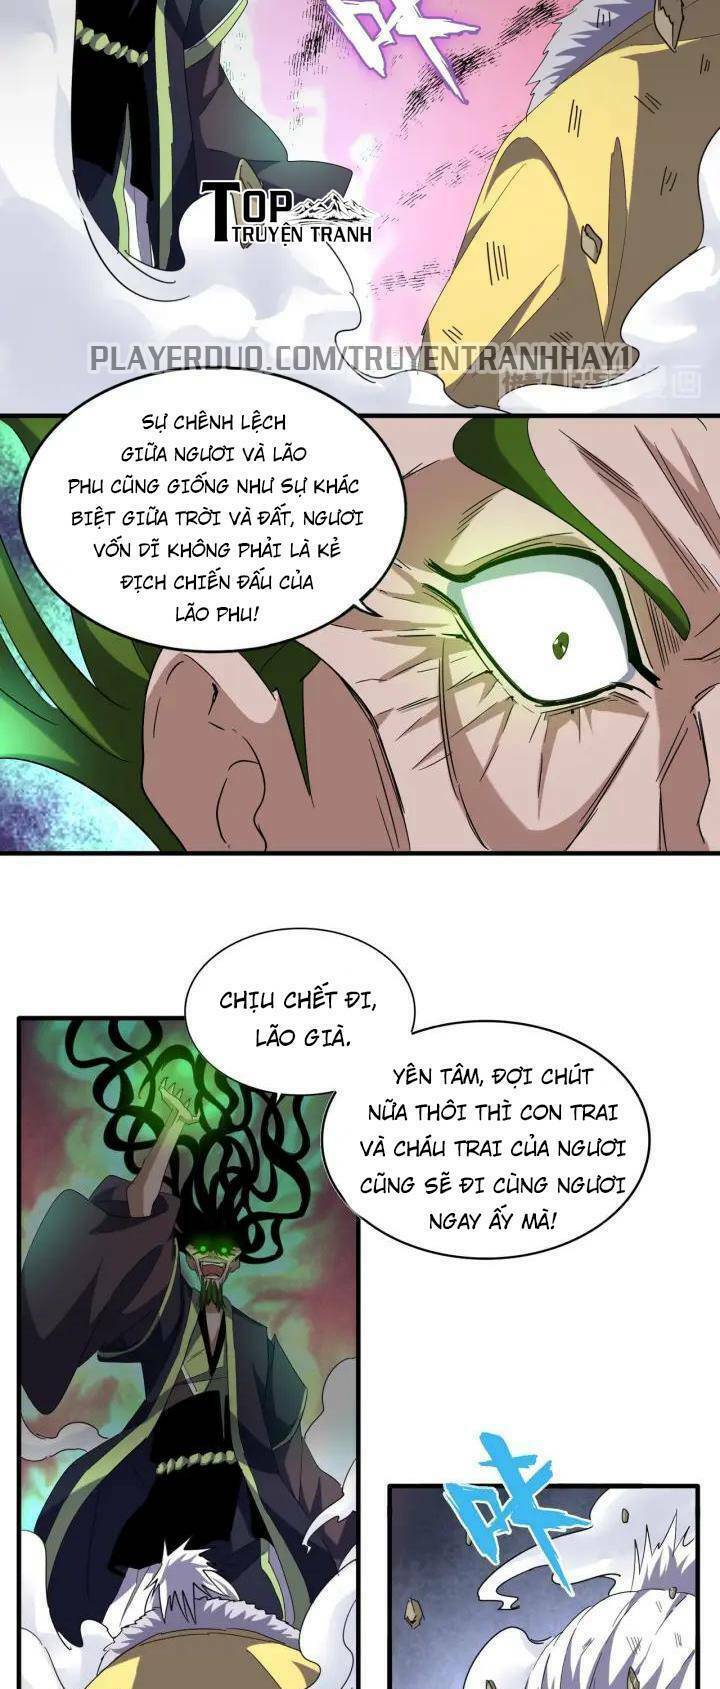 咔
TOP
TRUYỆN TRANH
PLAYERDUO.COM/TRUYENTRANHHAY1
SỰ CHÊNH LỆCH
GIỮA NGƯƠI VÀ LÃO
PHU CŨNG GIỐNG NHƯ SỰ KHÁC
BIỆT GIỮA TRỜI VÀ ĐẤT, NGƯƠI
VỐN DĨ KHÔNG PHẢI LÀ KẺ
ĐỊCH CHIẾN ĐẤU CỦA
LÃO PHU!
CHỊU CHẾT ĐI,
LÃO GIÀ.
YÊN TÂM, ĐỢI CHÚT
NỮA THÔI THÌ CON TRAI
VÀ CHÁU TRAI CỦA NGƯƠI
CŨNG SẼ ĐI CÙNG NGƯƠI
NGAY ẤY MÀ!
咔